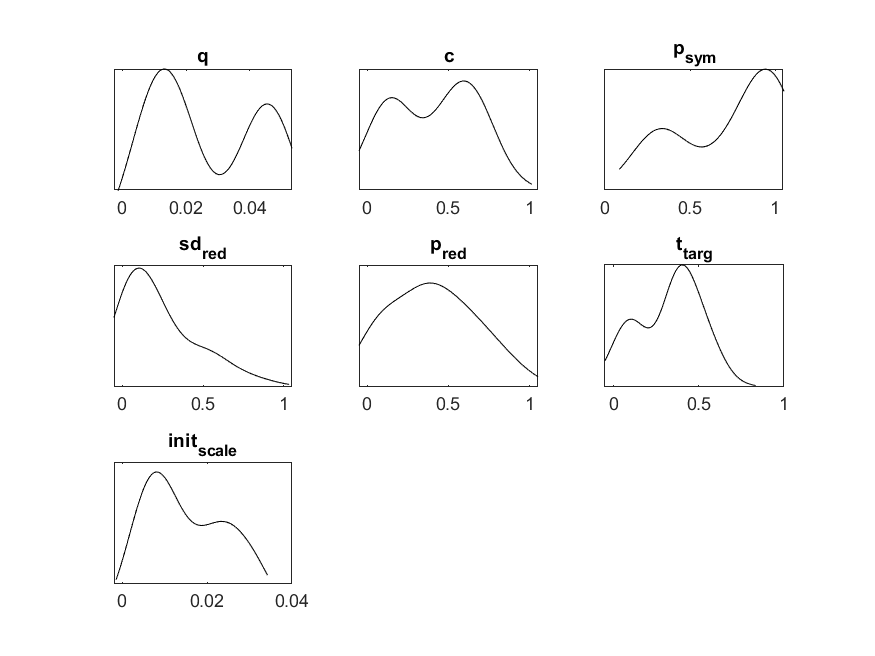 q c p_sym
0 0.02 0.04 0 0.5 1 0 0.5 1
sd_red p_red t_targ
0 0.5 1 0 0.5 1 0 0.5 1
init_scale
0 0.02 0.04